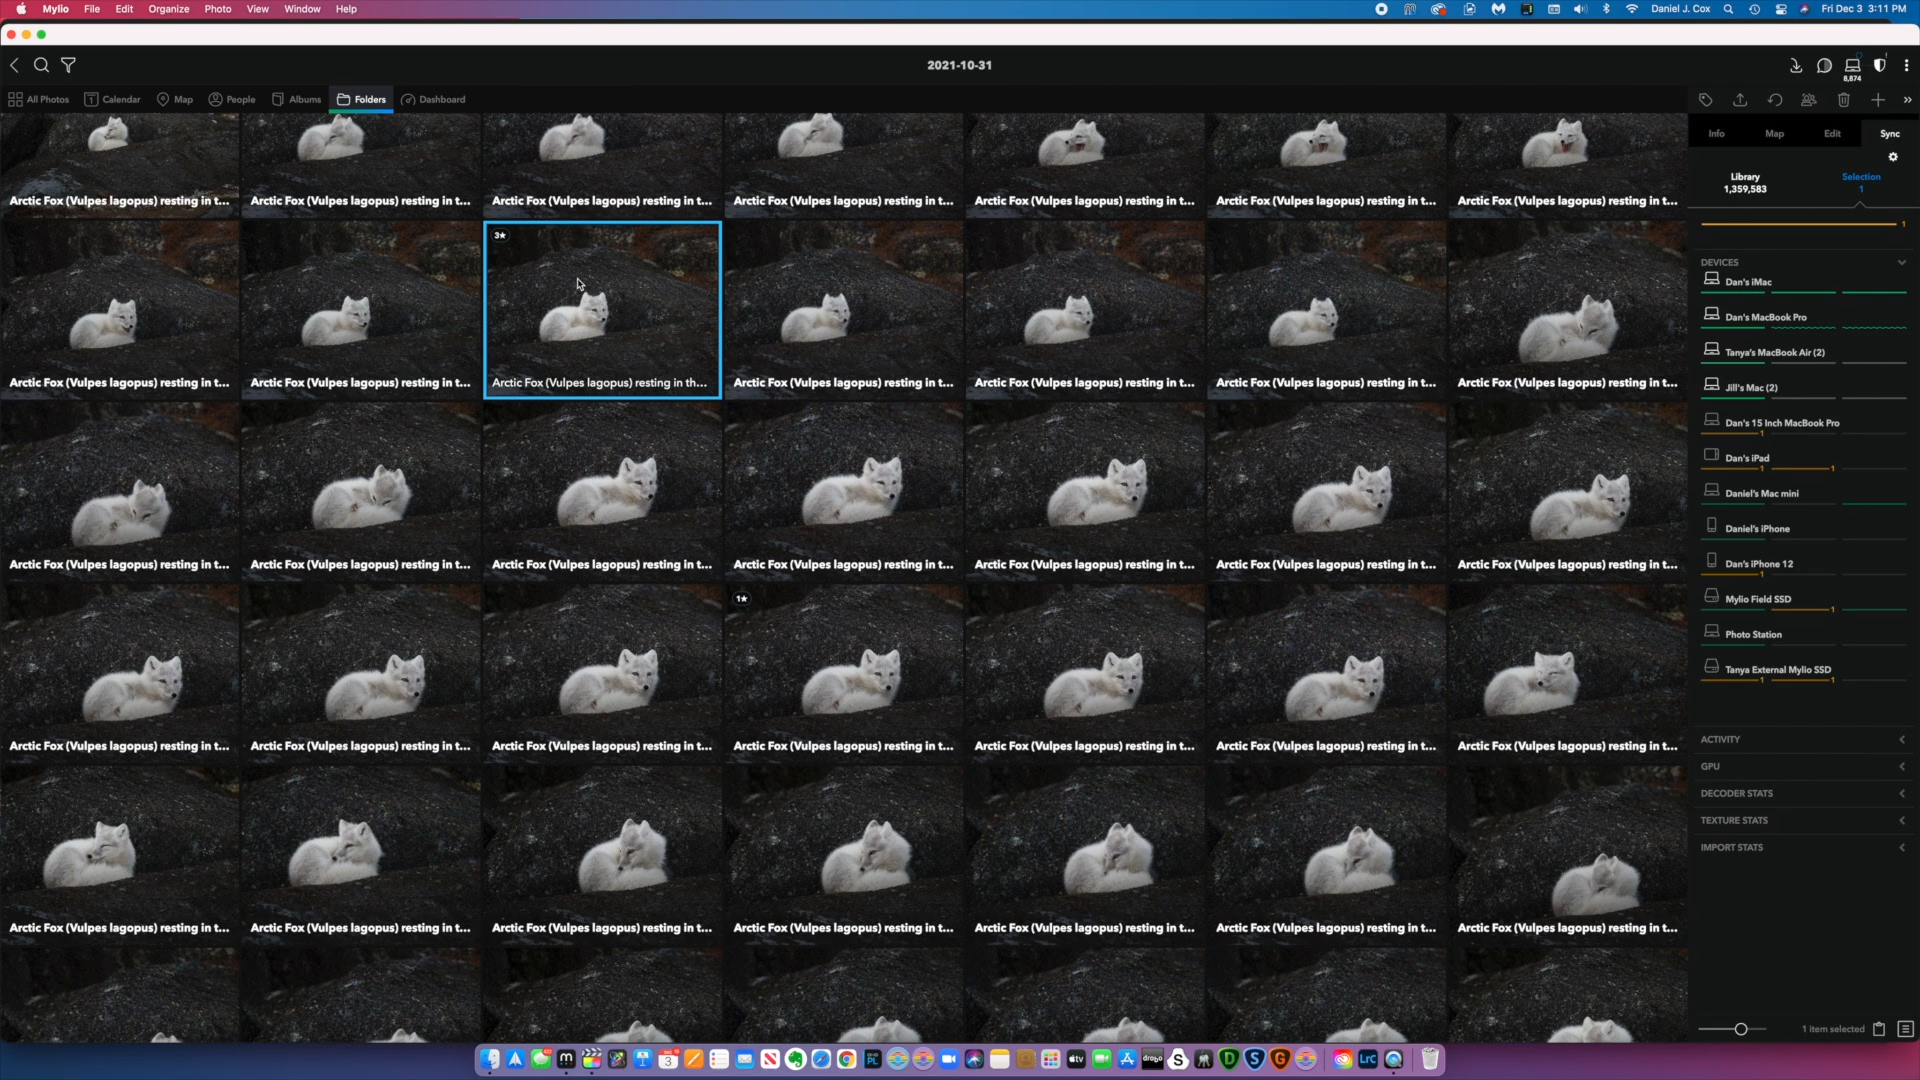 Mylio File Edit Organize Photo View Window Help Daniel J. Cox Fri Dec 3 3:11 PM
2021-10-31
8,874
All Photos Calendar Map People Albums Folders Dashboard
Info Map Edit Sync
Library Selection
1,359,583 1
Arctic Fox (Vulpes lagopus) resting in t... Arctic Fox (Vulpes lagopus) resting in t... Arctic Fox (Vulpes lagopus) resting in t... Arctic Fox (Vulpes lagopus) resting in t... Arctic Fox (Vulpes lagopus) resting in t... Arctic Fox (Vulpes lagopus) resting in t... Arctic Fox (Vulpes lagopus) resting in t...
3★
Arctic Fox (Vulpes lagopus) resting in t... Arctic Fox (Vulpes lagopus) resting in t... Arctic Fox (Vulpes lagopus) resting in th... Arctic Fox (Vulpes lagopus) resting in t... Arctic Fox (Vulpes lagopus) resting in t... Arctic Fox (Vulpes lagopus) resting in t... Arctic Fox (Vulpes lagopus) resting in t...
Arctic Fox (Vulpes lagopus) resting in t... Arctic Fox (Vulpes lagopus) resting in t... Arctic Fox (Vulpes lagopus) resting in t... Arctic Fox (Vulpes lagopus) resting in t... Arctic Fox (Vulpes lagopus) resting in t... Arctic Fox (Vulpes lagopus) resting in t... Arctic Fox (Vulpes lagopus) resting in t...
1★
Arctic Fox (Vulpes lagopus) resting in t... Arctic Fox (Vulpes lagopus) resting in t... Arctic Fox (Vulpes lagopus) resting in t... Arctic Fox (Vulpes lagopus) resting in t... Arctic Fox (Vulpes lagopus) resting in t... Arctic Fox (Vulpes lagopus) resting in t... Arctic Fox (Vulpes lagopus) resting in t...
Arctic Fox (Vulpes lagopus) resting in t... Arctic Fox (Vulpes lagopus) resting in t... Arctic Fox (Vulpes lagopus) resting in t... Arctic Fox (Vulpes lagopus) resting in t... Arctic Fox (Vulpes lagopus) resting in t... Arctic Fox (Vulpes lagopus) resting in t... Arctic Fox (Vulpes lagopus) resting in t...
1
DEVICES
Dan's iMac
Dan's MacBook Pro
Tanya's MacBook Air (2)
Jill's Mac (2)
Dan's 15 Inch MacBook Pro
1
Dan's iPad
1 1
Daniel's Mac mini
Daniel's iPhone
Dan's iPhone 12
1
Mylio Field SSD
1
Photo Station
Tanya External Mylio SSD
1 1
ACTIVITY
GPU
DECODER STATS
TEXTURE STATS
IMPORT STATS
1 item selected
3 tv drobo S D S G LrC